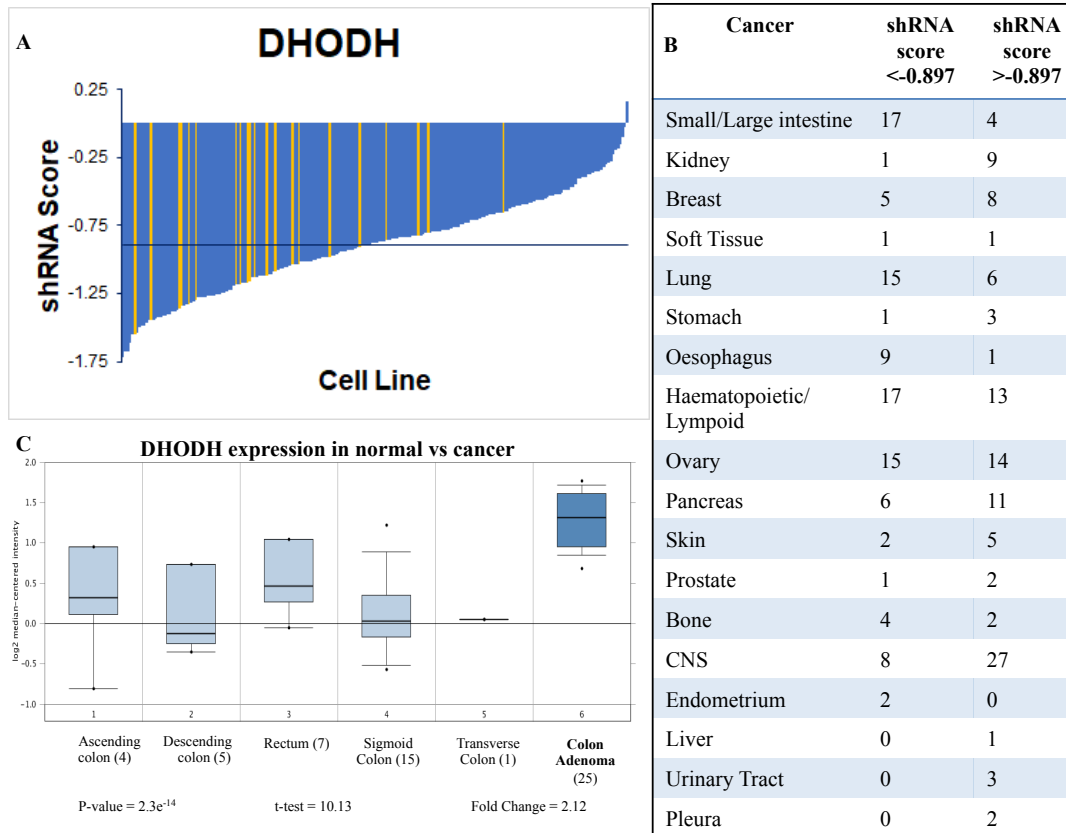 A
DHODH
0.25
-0.25
-0.75
-1.25
-1.75
shRNA Score
Cell Line
B
Cancer
shRNA score <-0.897
shRNA score >-0.897
Small/Large intestine 17 4
Kidney 1 9
Breast 5 8
Soft Tissue 1 1
Lung 15 6
Stomach 1 3
Oesophagus 9 1
Haematopoietic/ 17 13
Lympoid
Ovary 15 14
Pancreas 6 11
Skin 2 5
Prostate 1 2
Bone 4 2
CNS 8 27
Endometrium 2 0
Liver 0 1
Urinary Tract 0 3
Pleura 0 2
C
DHODH expression in normal vs cancer
2.0
1.5
1.0
0.5
0.0
−0.5
−1.0
log2 median-centered intensity
1 2 3 4 5 6
Ascending colon (4)
Descending colon (5)
Rectum (7)
Sigmoid Colon (15)
Transverse Colon (1)
Colon Adenoma (25)
P-value = 2.3e⁻¹⁴ t-test = 10.13 Fold Change = 2.12